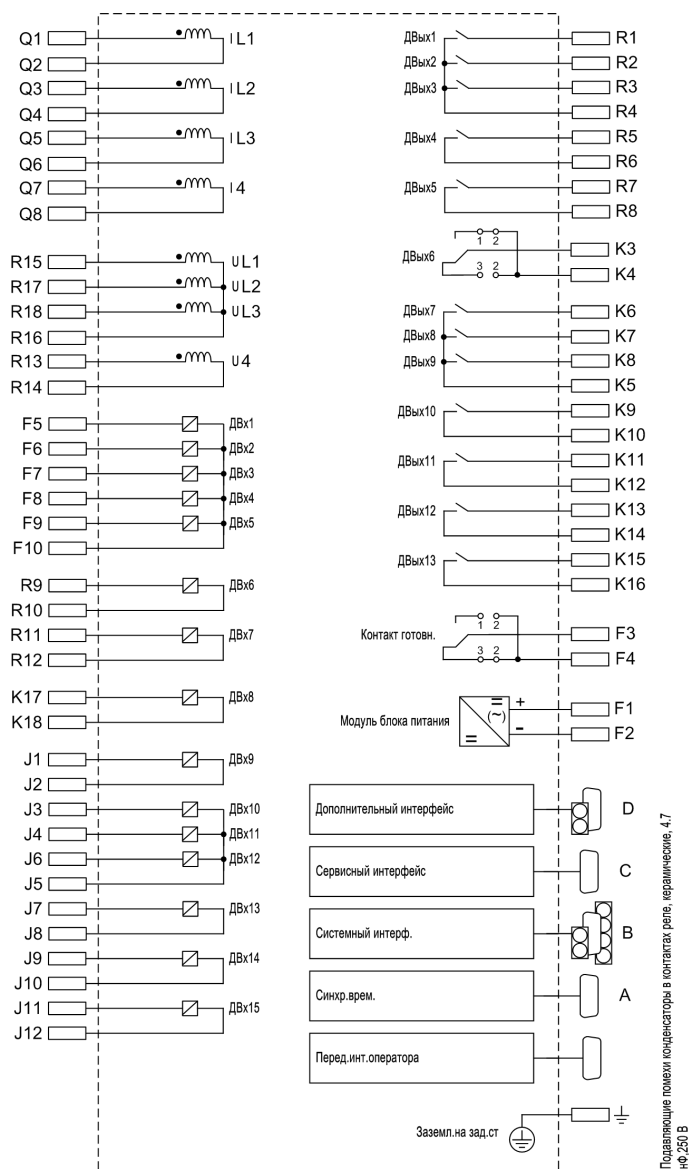 Q1 IL1 ДВых1 R1
Q2 ДВых2 R2
Q3 IL2 ДВых3 R3
Q4 R4
Q5 IL3 ДВых4 R5
Q6 R6
Q7 I4 ДВых5 R7
Q8 R8
1 2 K3
ДВых6
3 2 K4
R15 UL1
R17 UL2
R18 UL3 ДВых7 K6
R16 ДВых8 K7
R13 U4 ДВых9 K8
R14 K5
F5 ДВх1 ДВых10 K9
F6 ДВх2 K10
F7 ДВх3 ДВых11 K11
F8 ДВх4 K12
F9 ДВх5 ДВых12 K13
F10 K14
ДВых13 K15
R9 ДВх6 K16
R10
R11 ДВх7 Контакт готовн. 1 2 F3
R12 3 2 F4
K17 ДВх8 = + F1
K18 Модуль блока питания (~)
= - F2
J1 ДВх9
J2
J3 ДВх10 Дополнительный интерфейс D
J4 ДВх11
J6 ДВх12 Сервисный интерфейс C
J5
J7 ДВх13 Системный интерф. B
J8
J9 ДВх14
J10 Синхр.врем. A
J11 ДВх15
J12
Перед.инт.оператора
Заземл.на зад.ст
Подавляющие помехи конденсаторы в контактах реле, керамические, 4.7
нФ,250 В